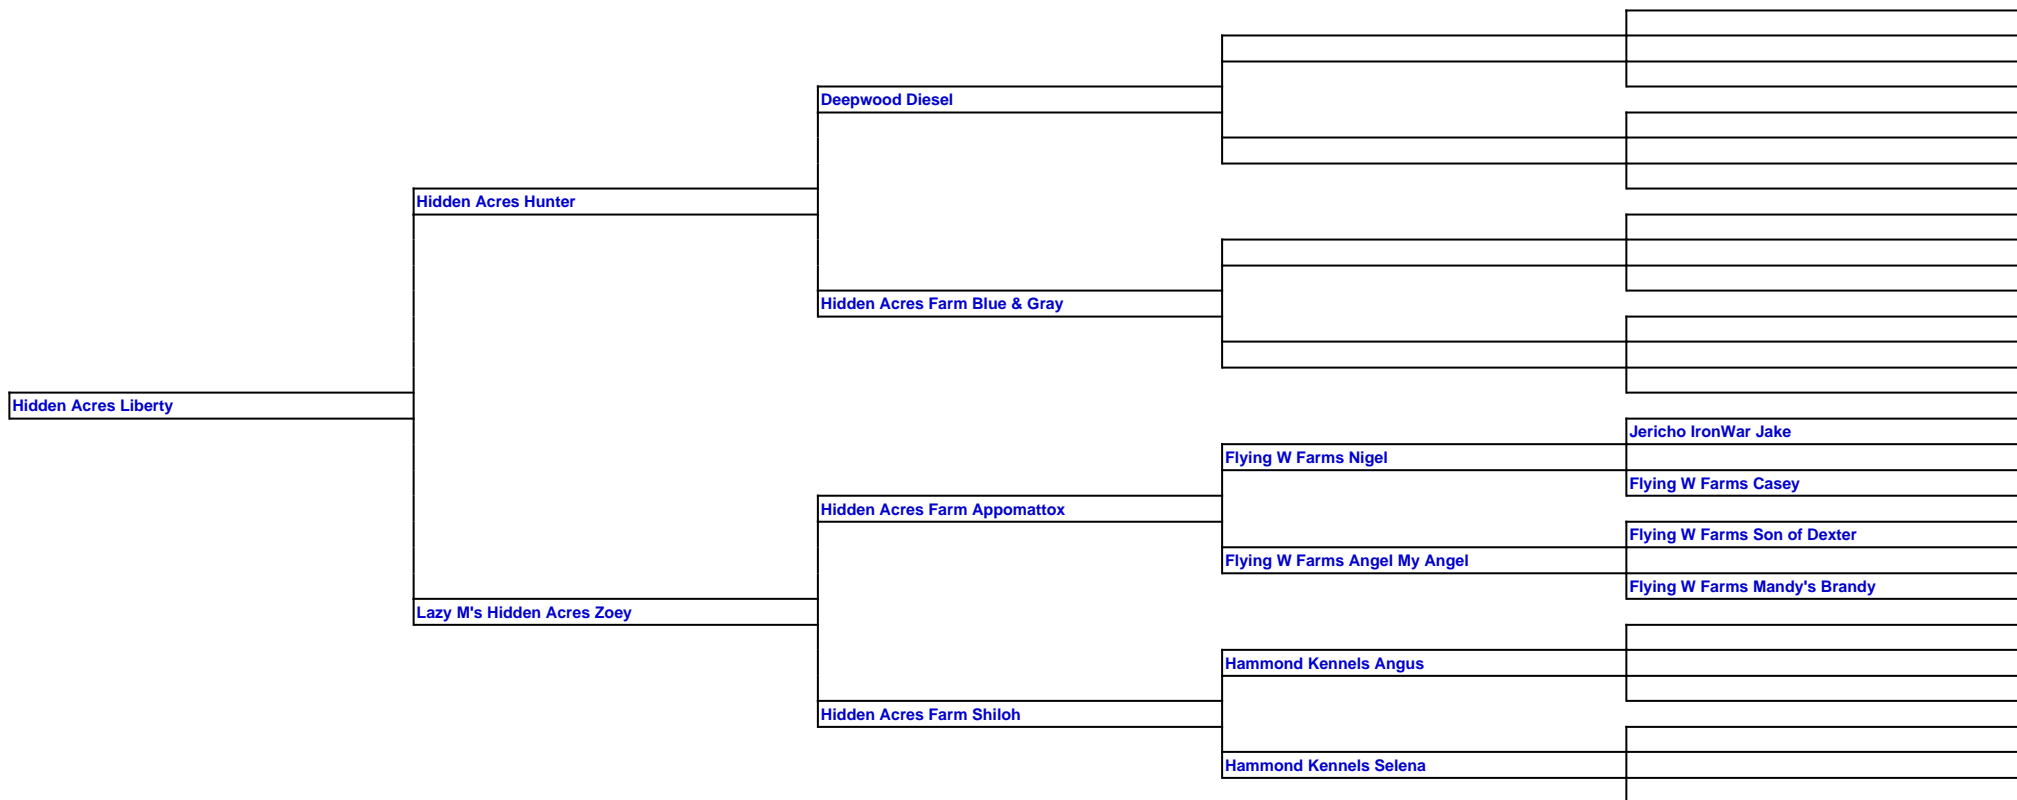 Deepwood Diesel
Hidden Acres Hunter
Hidden Acres Farm Blue & Gray
Hidden Acres Liberty
Jericho IronWar Jake
Flying W Farms Nigel
Flying W Farms Casey
Hidden Acres Farm Appomattox
Flying W Farms Son of Dexter
Flying W Farms Angel My Angel
Flying W Farms Mandy's Brandy
Lazy M's Hidden Acres Zoey
Hammond Kennels Angus
Hidden Acres Farm Shiloh
Hammond Kennels Selena